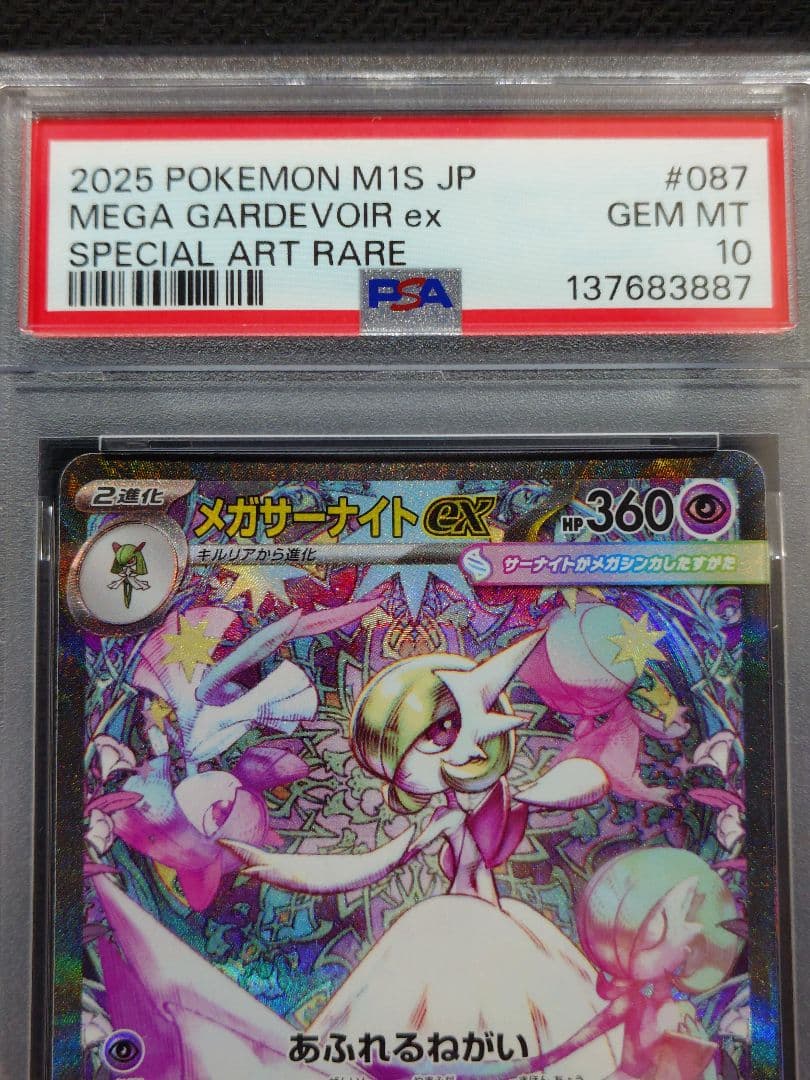 2025 POKEMON M1S JP #087
MEGA GARDEVOIR ex GEM MT
SPECIAL ART RARE 10
PSA 137683887
2進化 メガサーナイトex HP360
キルリアから進化
サーナイトがメガシンカしたすがた
あふれるねがい